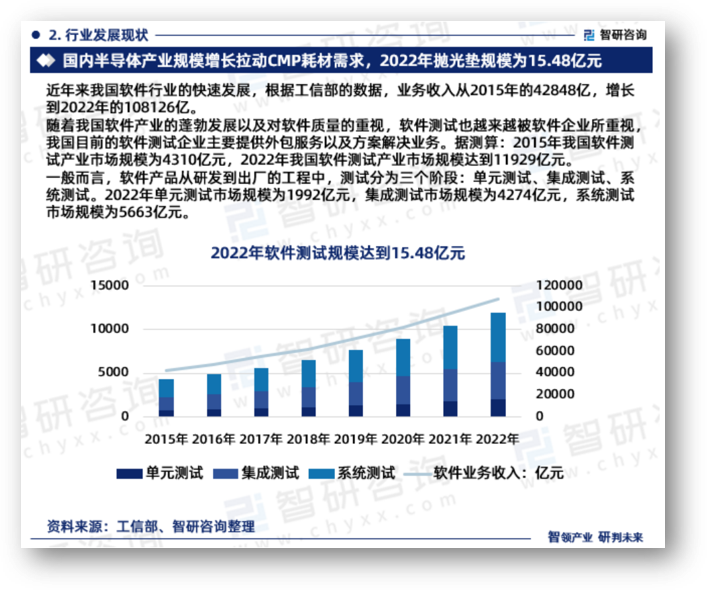 2. 行业发展现状
智研咨询
国内半导体产业规模增长拉动CMP耗材需求，2022年抛光垫规模为15.48亿元
近年来我国软件行业的快速发展，根据工信部的数据，业务收入从2015年的42848亿，增长
到2022年的108126亿。
随着我国软件产业的蓬勃发展以及对软件质量的重视，软件测试也越来越被软件企业所重视，
我国目前的软件测试企业主要提供外包服务以及方案解决业务。据测算：2015年我国软件测
试产业市场规模为4310亿元，2022年我国软件测试产业市场规模达到11929亿元。
一般而言，软件产品从研发到出厂的工程中，测试分为三个阶段：单元测试、集成测试、系
统测试。2022年单元测试市场规模为1992亿元，集成测试市场规模为4274亿元，系统测试
市场规模为5663亿元。
2022年软件测试规模达到15.48亿元
15000
10000
5000
0
120000
100000
80000
60000
40000
20000
0
2015年 2016年 2017年 2018年 2019年 2020年 2021年 2022年
单元测试 集成测试 系统测试 软件业务收入：亿元
资料来源：工信部、智研咨询整理
智领产业 研判未来
智研咨询
www.chyxx.com